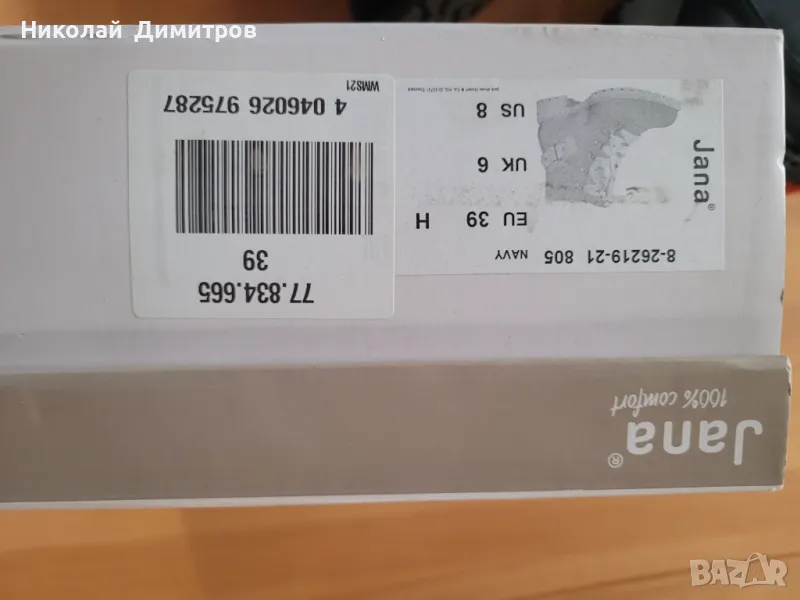 Николай Димитров
77.834.665
39
4 046026 975287
WMS21
8-26219-21 805 NAVY
EU 39 H
UK 6
US 8
Jana®
Jana®
100% comfort
BAZAR